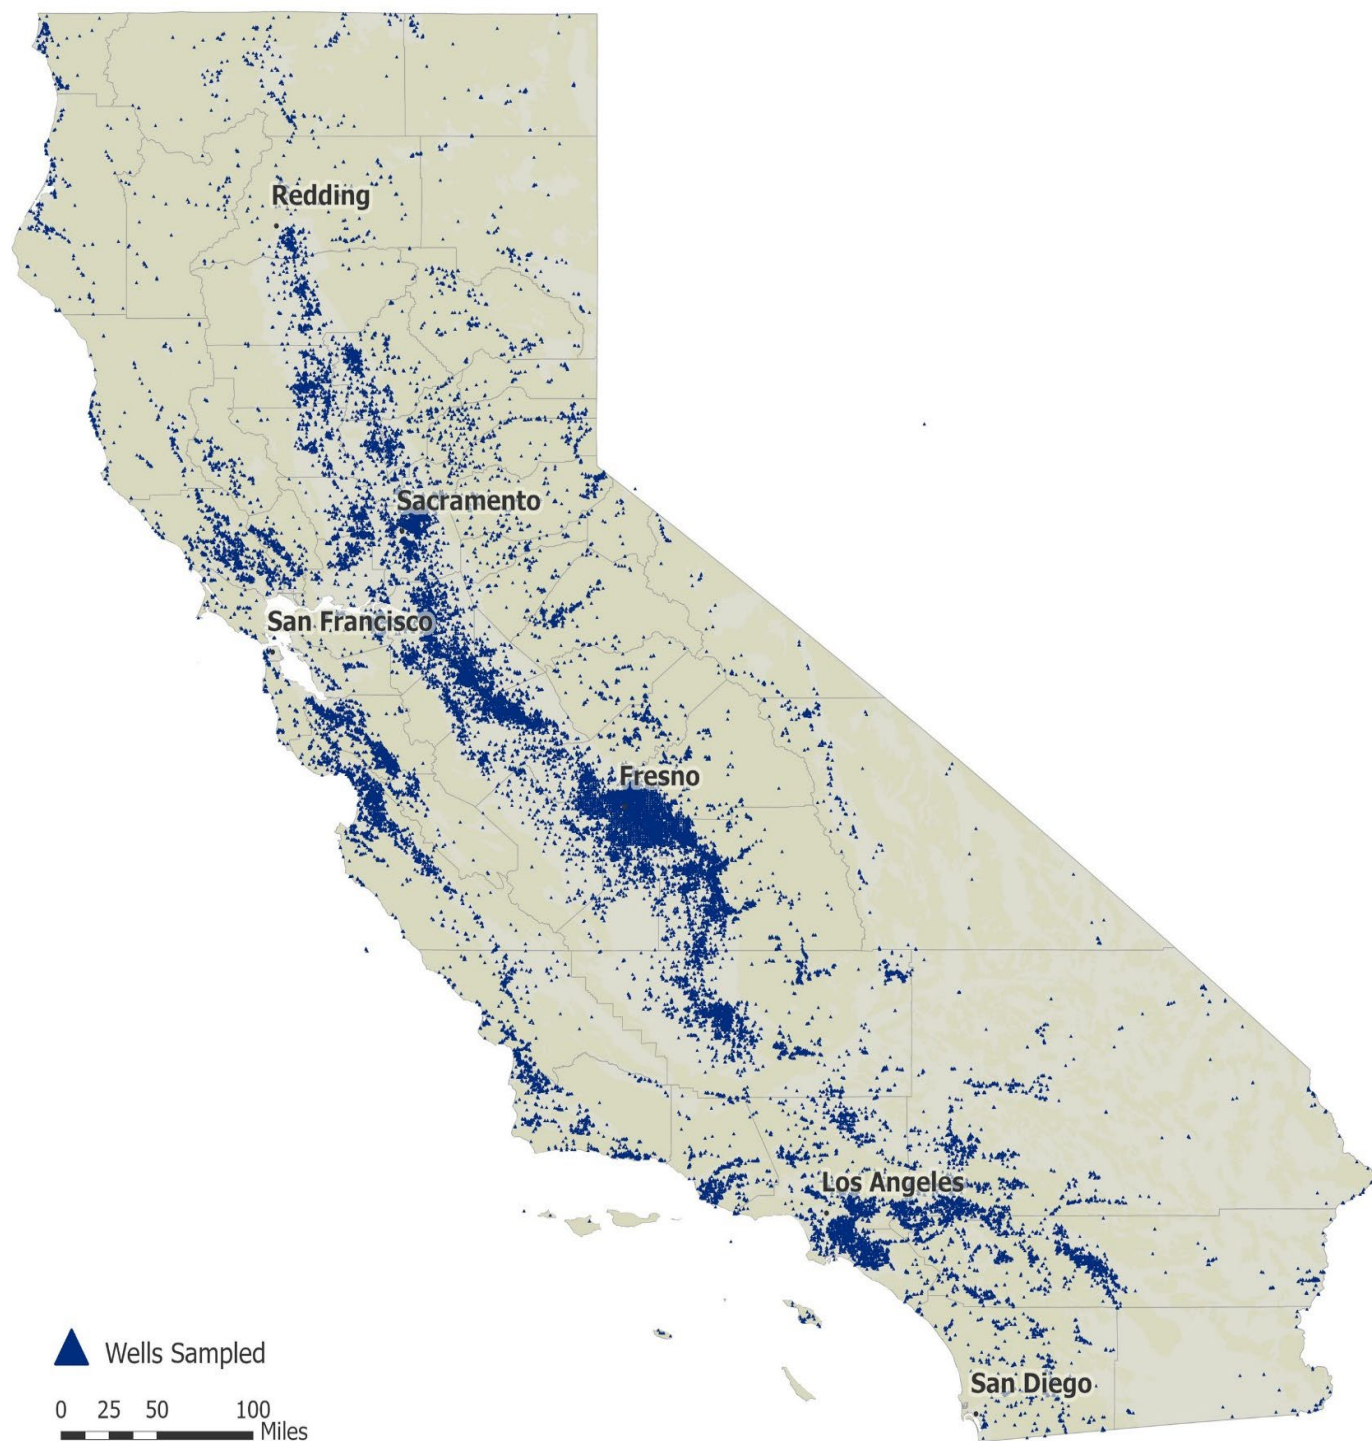 Redding
Sacramento
San Francisco
Fresno
Los Angeles
San Diego
Wells Sampled
0 25 50 100
Miles